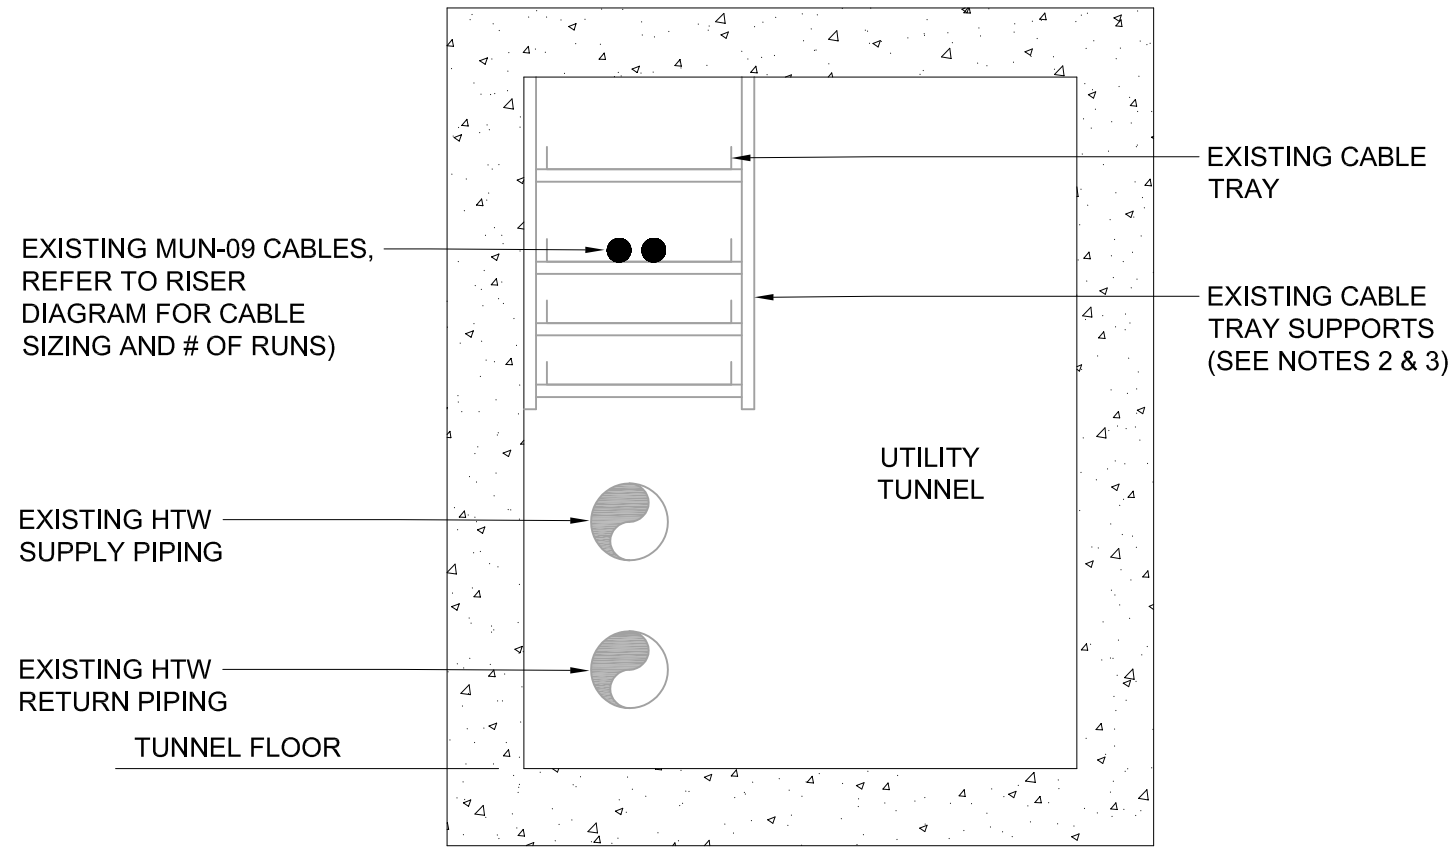 EXISTING CABLE
TRAY
EXISTING MUN-09 CABLES,
REFER TO RISER
DIAGRAM FOR CABLE
SIZING AND # OF RUNS)
EXISTING CABLE
TRAY SUPPORTS
(SEE NOTES 2 & 3)
UTILITY
TUNNEL
EXISTING HTW
SUPPLY PIPING
EXISTING HTW
RETURN PIPING
TUNNEL FLOOR